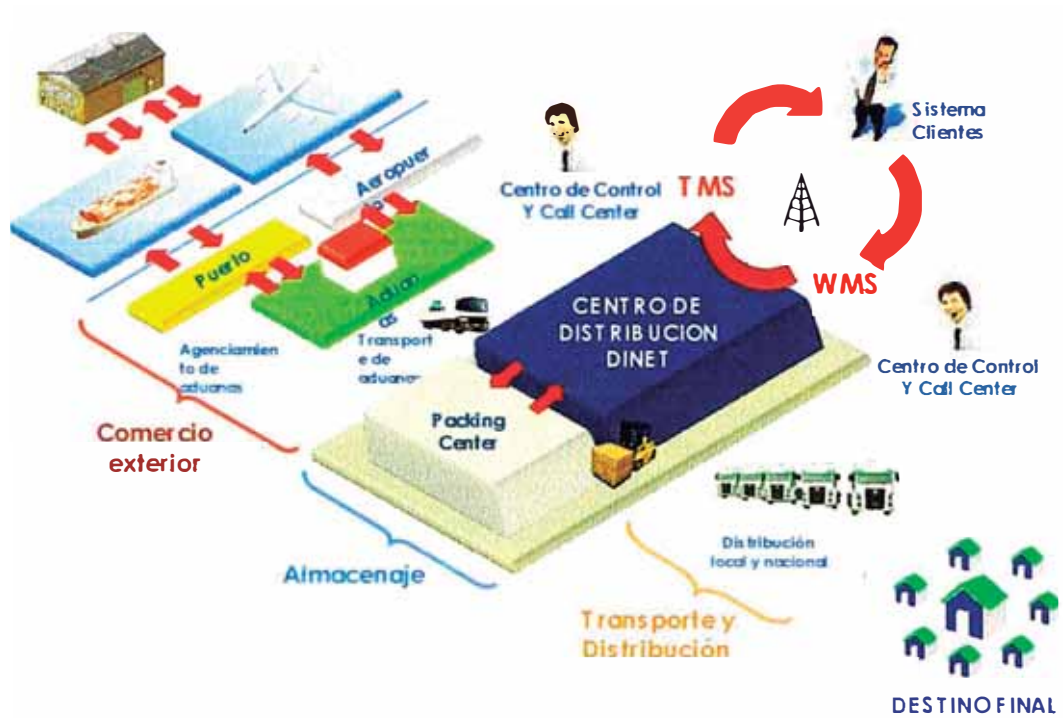 Sistema
Clientes
Centro de Control
Y Call Center
TMS
Aeropuer
to
WMS
Puerto
Aduan
as
CENTRO DE
DISTRIBUCION
DINET
Agenciamien
to de
aduanas
Transport
e de
aduanas
Centro de Control
Y Call Center
Packing
Center
Comercio
exterior
Distribución
local y nacional
Almacenaje
Transporte y
Distribución
DESTINO FINAL